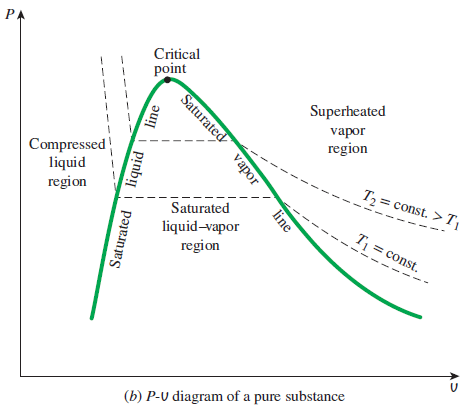 P
Critical
point
Saturated liquid line
Saturated vapor line
Superheated
vapor
region
Compressed
liquid
region
Saturated
liquid–vapor
region
T₂ = const. > T₁
T₁ = const.
υ
(b) P-υ diagram of a pure substance